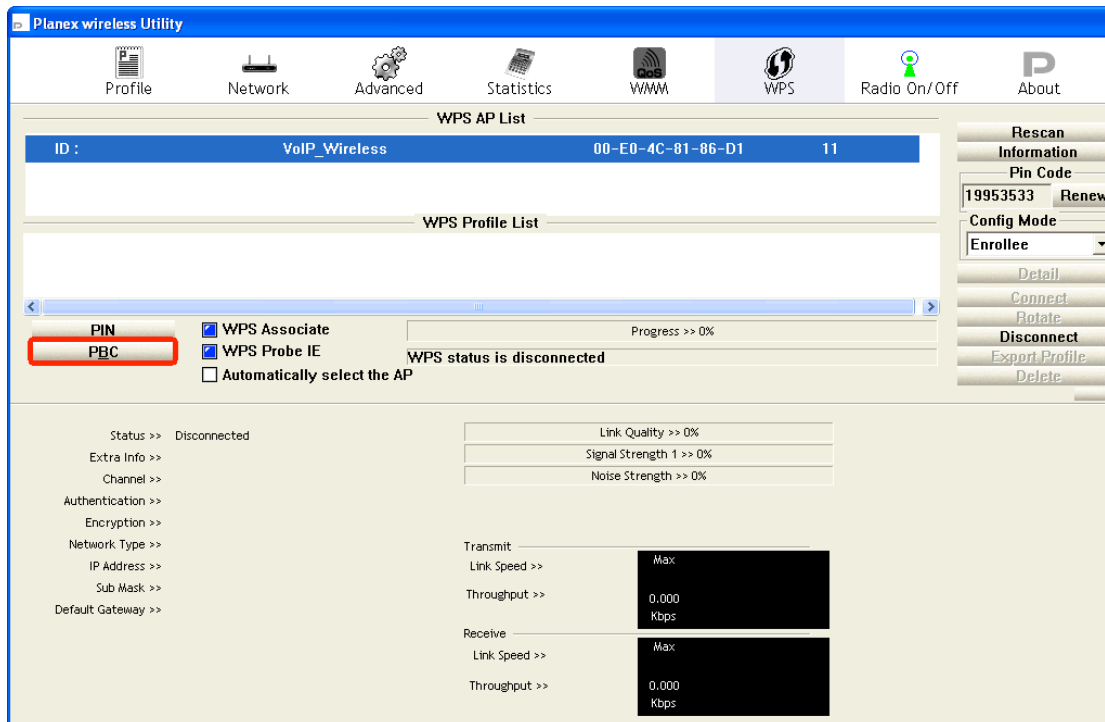 Planex wireless Utility
Profile Network Advanced Statistics WMM WPS Radio On/Off About
QoS
WPS AP List
ID : VoIP_Wireless 00-E0-4C-81-86-D1 11
Rescan
Information
Pin Code
19953533 Renew
WPS Profile List
Config Mode
Enrollee
Detail
Connect
Rotate
Disconnect
Export Profile
Delete
PIN
PBC
WPS Associate
WPS Probe IE
Automatically select the AP
Progress >> 0%
WPS status is disconnected
Status >> Disconnected
Extra Info >>
Channel >>
Authentication >>
Encryption >>
Network Type >>
IP Address >>
Sub Mask >>
Default Gateway >>
Link Quality >> 0%
Signal Strength 1 >> 0%
Noise Strength >> 0%
Transmit
Link Speed >>
Throughput >>
Max
0.000
Kbps
Receive
Link Speed >>
Throughput >>
Max
0.000
Kbps